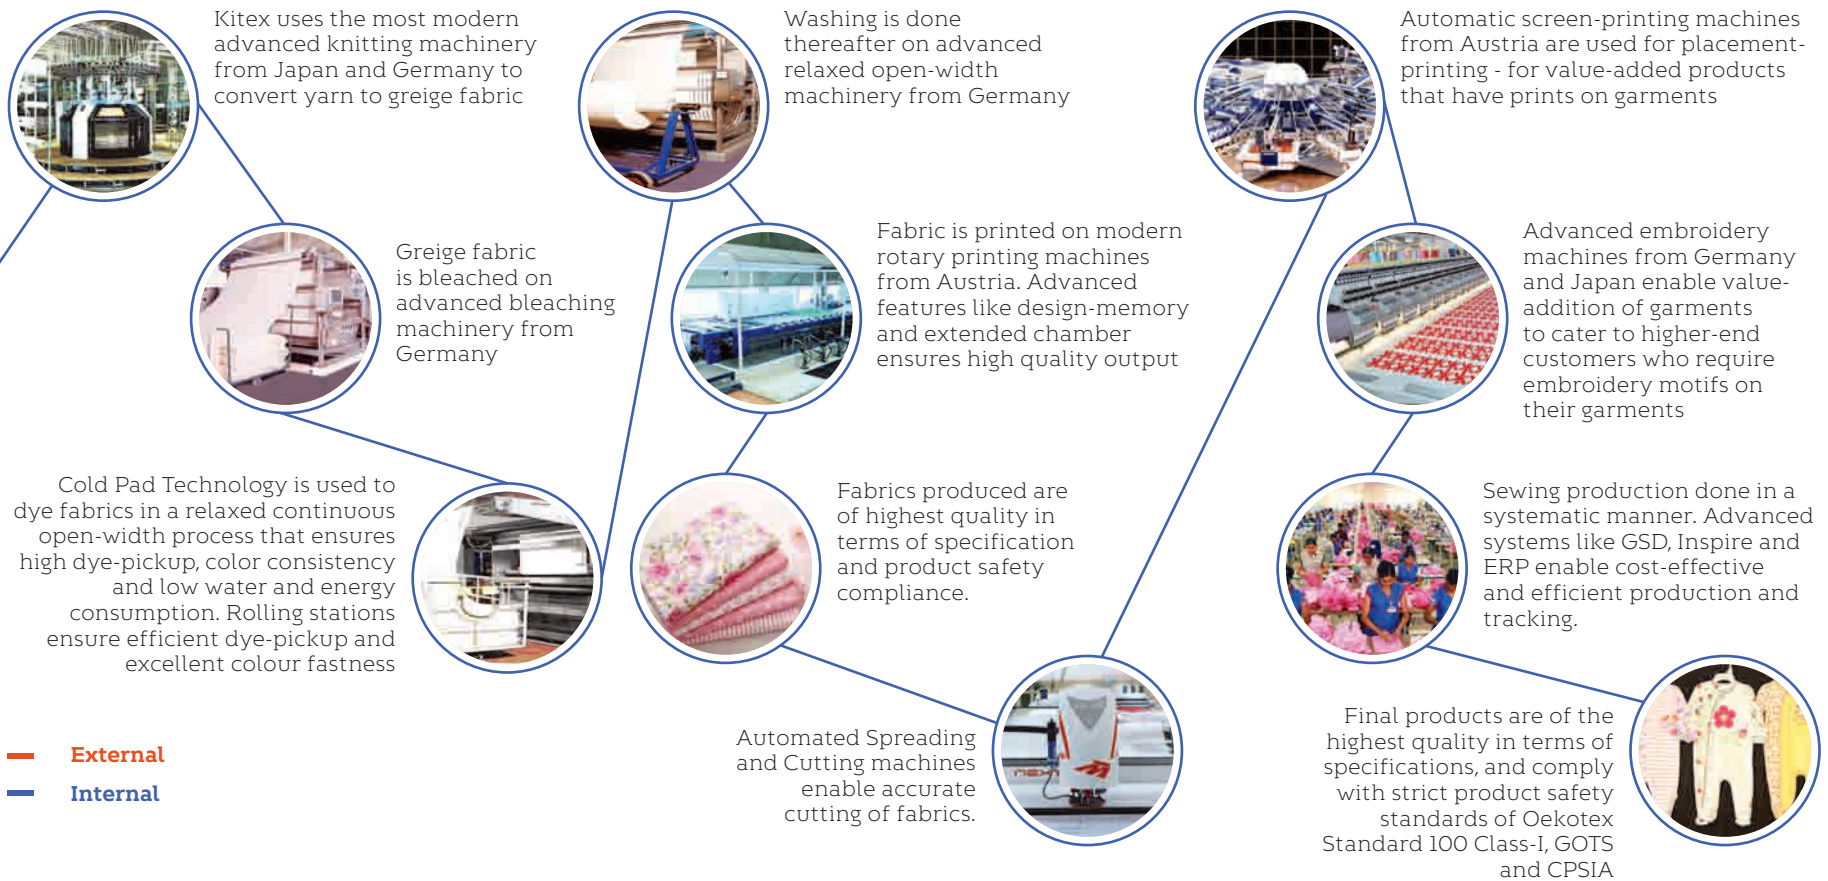 Kitex uses the most modern
advanced knitting machinery
from Japan and Germany to
convert yarn to greige fabric
Greige fabric
is bleached on
advanced bleaching
machinery from
Germany
Cold Pad Technology is used to
dye fabrics in a relaxed continuous
open-width process that ensures
high dye-pickup, color consistency
and low water and energy
consumption. Rolling stations
ensure efficient dye-pickup and
excellent colour fastness
Washing is done
thereafter on advanced
relaxed open-width
machinery from Germany
Fabric is printed on modern
rotary printing machines
from Austria. Advanced
features like design-memory
and extended chamber
ensures high quality output
Fabrics produced are
of highest quality in
terms of specification
and product safety
compliance.
Automated Spreading
and Cutting machines
enable accurate
cutting of fabrics.
Automatic screen-printing machines
from Austria are used for placement-
printing - for value-added products
that have prints on garments
Advanced embroidery
machines from Germany
and Japan enable value-
addition of garments
to cater to higher-end
customers who require
embroidery motifs on
their garments
Sewing production done in a
systematic manner. Advanced
systems like GSD, Inspire and
ERP enable cost-effective
and efficient production and
tracking.
Final products are of the
highest quality in terms of
specifications, and comply
with strict product safety
standards of Oekotex
Standard 100 Class-I, GOTS
and CPSIA
External
Internal